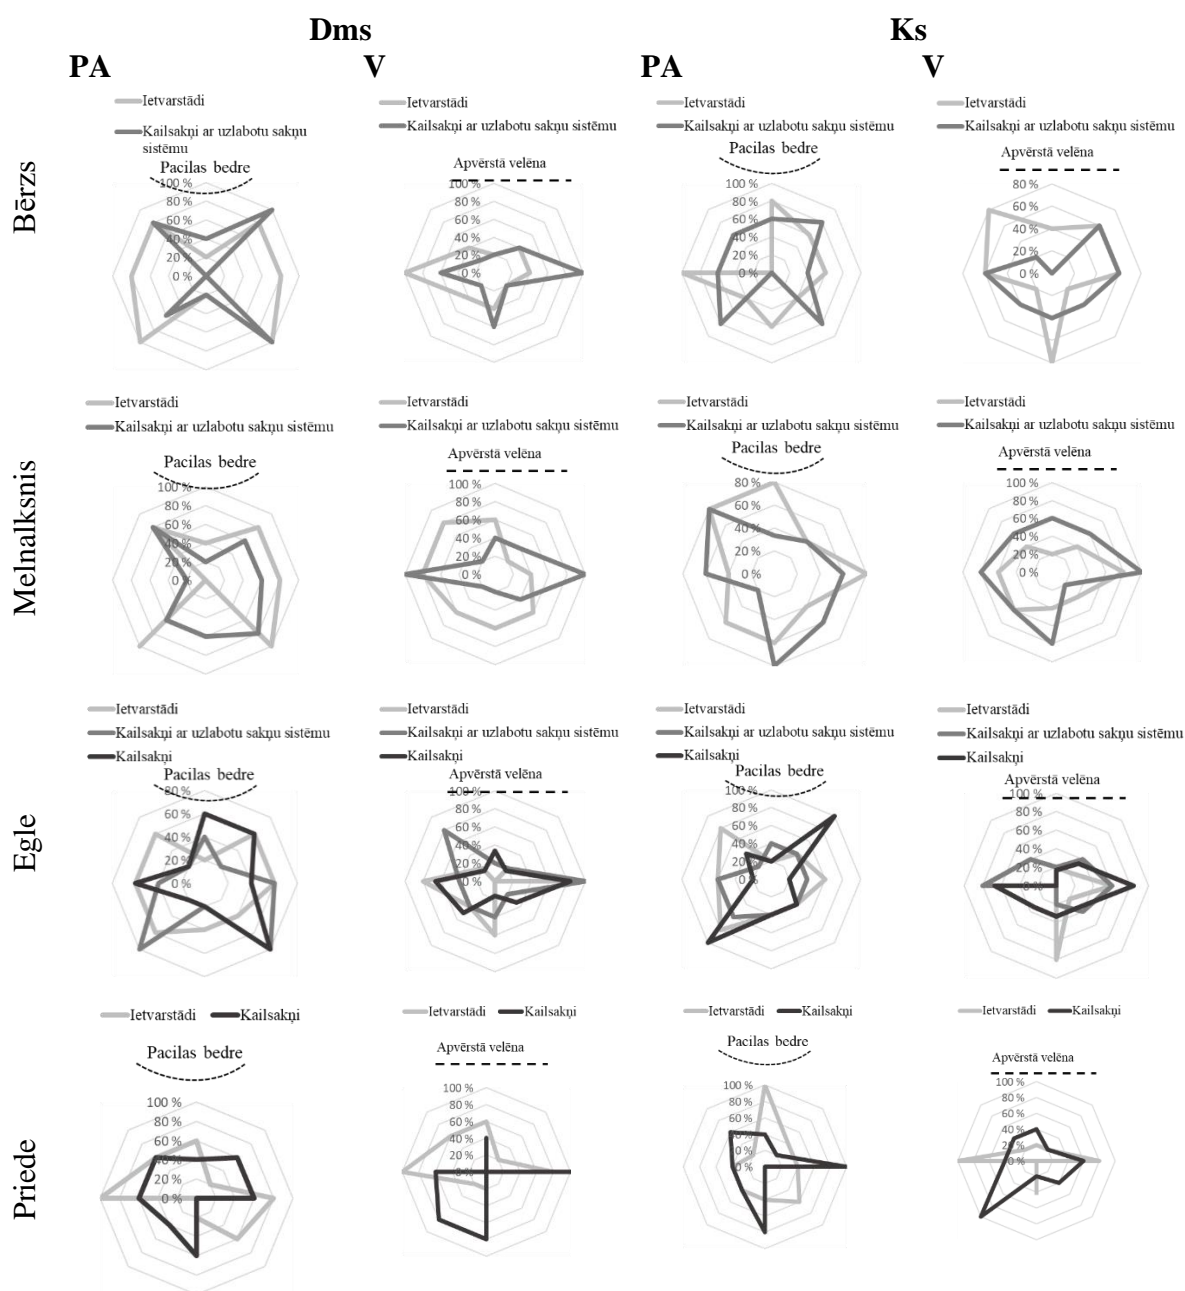 Dms Ks
PA V PA V
Bērzs
Ietvarstādi
Kailsakņi ar uzlabotu sakņu
sistēmu
Pacilas bedre
100 %
80 %
60 %
40 %
20 %
0 %
Ietvarstādi
Kailsakņi ar uzlabotu sakņu sistēmu
Apvērstā velēna
100 %
80 %
60 %
40 %
20 %
0 %
Ietvarstādi
Kailsakņi ar uzlabotu sakņu sistēmu
Pacilas bedre
100 %
80 %
60 %
40 %
20 %
0 %
Ietvarstādi
Kailsakņi ar uzlabotu sakņu sistēmu
Apvērstā velēna
80 %
60 %
40 %
20 %
0 %
Melnalksnis
Ietvarstādi
Kailsakņi ar uzlabotu sakņu sistēmu
Pacilas bedre
100 %
80 %
60 %
40 %
20 %
0 %
Ietvarstādi
Kailsakņi ar uzlabotu sakņu sistēmu
Apvērstā velēna
100 %
80 %
60 %
40 %
20 %
0 %
Ietvarstādi
Kailsakņi ar uzlabotu sakņu sistēmu
Pacilas bedre
80 %
60 %
40 %
20 %
0 %
Ietvarstādi
Kailsakņi ar uzlabotu sakņu sistēmu
Apvērstā velēna
100 %
80 %
60 %
40 %
20 %
0 %
Egle
Ietvarstādi
Kailsakņi ar uzlabotu sakņu sistēmu
Kailsakņi
Pacilas bedre
80 %
60 %
40 %
20 %
0 %
Ietvarstādi
Kailsakņi ar uzlabotu sakņu sistēmu
Kailsakņi
Apvērstā velēna
100 %
80 %
60 %
40 %
20 %
0 %
Ietvarstādi
Kailsakņi ar uzlabotu sakņu sistēmu
Kailsakņi
Pacilas bedre
100 %
80 %
60 %
40 %
20 %
0 %
Ietvarstādi
Kailsakņi ar uzlabotu sakņu sistēmu
Kailsakņi
Apvērstā velēna
100 %
80 %
60 %
40 %
20 %
0 %
Priede
Ietvarstādi Kailsakņi
Pacilas bedre
100 %
80 %
60 %
40 %
20 %
0 %
Ietvarstādi Kailsakņi
Apvērstā velēna
100 %
80 %
60 %
40 %
20 %
0 %
Ietvarstādi Kailsakņi
Pacilas bedre
100 %
80 %
60 %
40 %
20 %
0 %
Ietvarstādi Kailsakņi
Apvērstā velēna
100 %
80 %
60 %
40 %
20 %
0 %